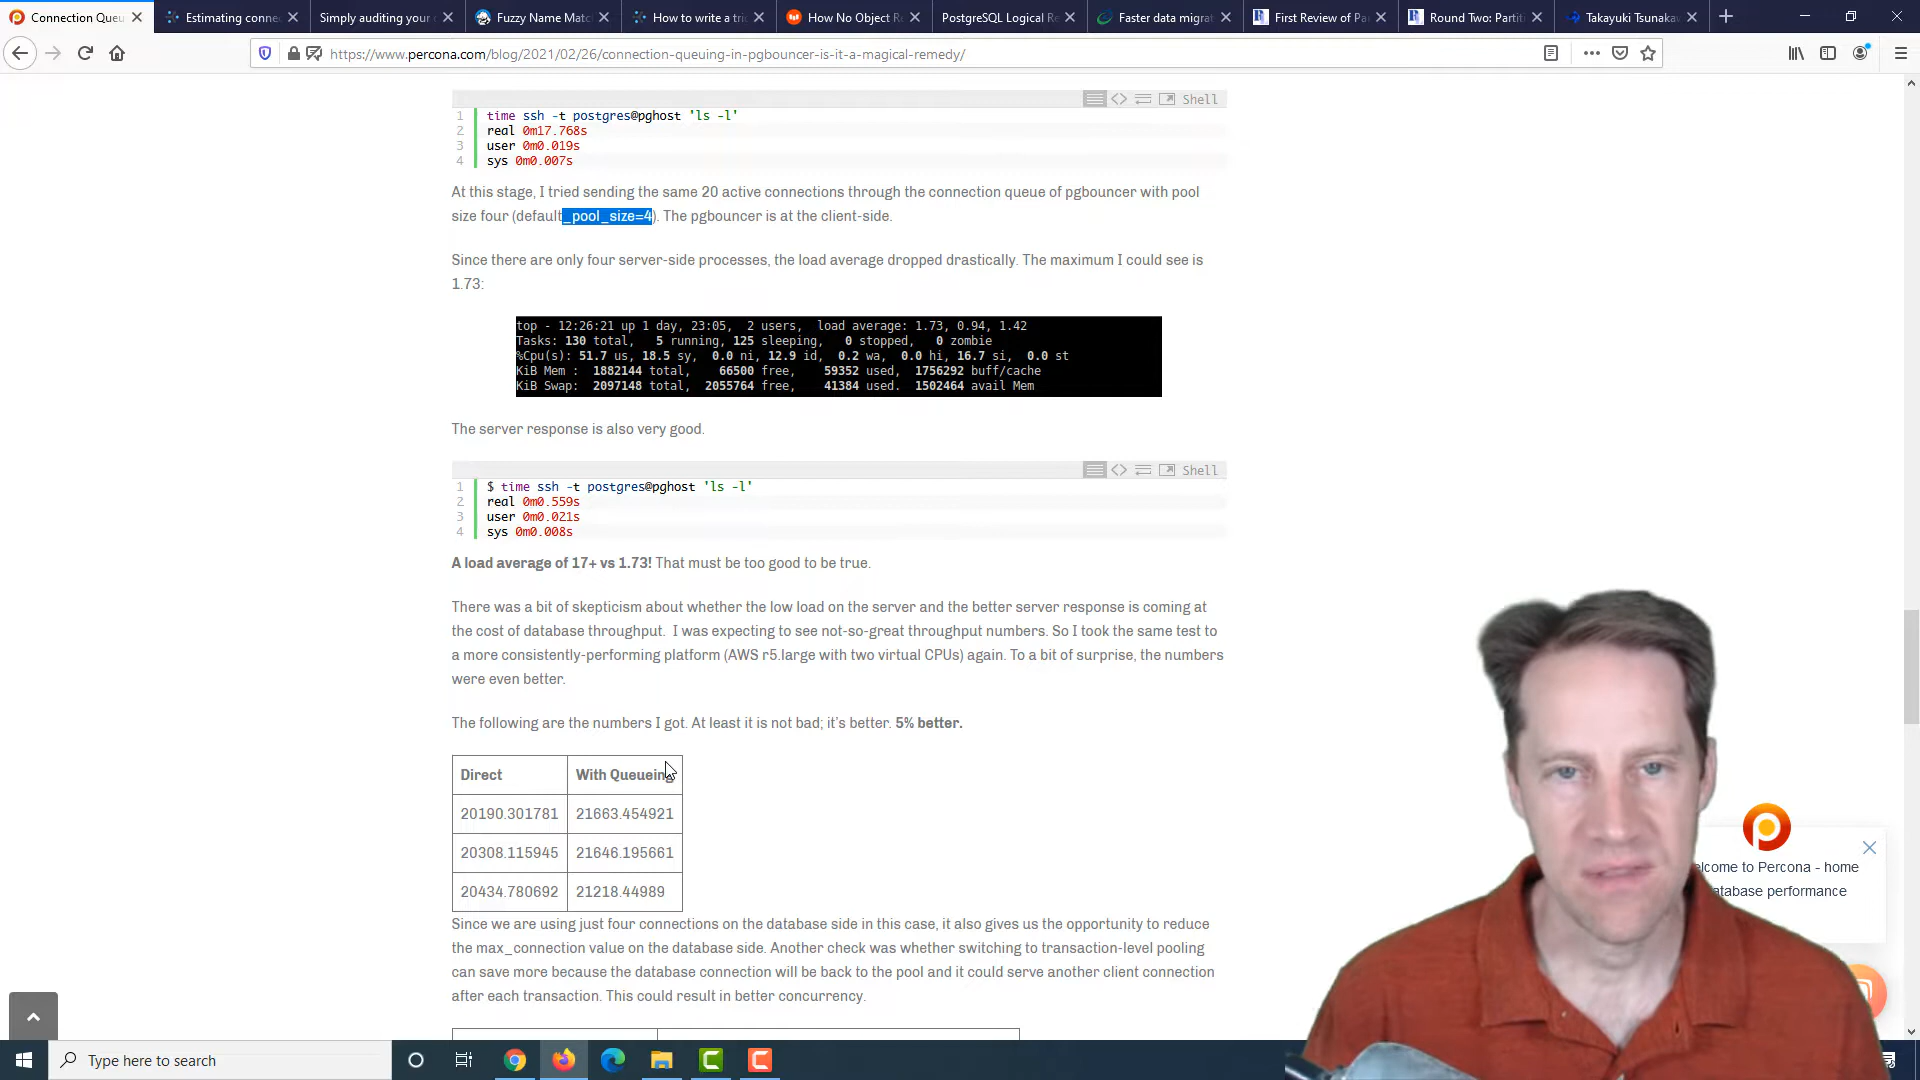 Connection Queu
Estimating conne
Simply auditing your
Fuzzy Name Matc
How to write a tri
How No Object Re
PostgreSQL Logical Re
Faster data migrat
First Review of Pa
Round Two: Partiti
Takayuki Tsunakaw
https://www.percona.com/blog/2021/02/26/connection-queuing-in-pgbouncer-is-it-a-magical-remedy/
Shell
1 time ssh -t postgres@pghost 'ls -l'
2 real 0m17.768s
3 user 0m0.019s
4 sys 0m0.007s
At this stage, I tried sending the same 20 active connections through the connection queue of pgbouncer with pool
size four (default_pool_size=4). The pgbouncer is at the client-side.
Since there are only four server-side processes, the load average dropped drastically. The maximum I could see is
1.73:
top - 12:26:21 up 1 day, 23:05, 2 users, load average: 1.73, 0.94, 1.42
Tasks: 130 total, 5 running, 125 sleeping, 0 stopped, 0 zombie
%Cpu(s): 51.7 us, 18.5 sy, 0.0 ni, 12.9 id, 0.2 wa, 0.0 hi, 16.7 si, 0.0 st
KiB Mem : 1882144 total, 66500 free, 59352 used, 1756292 buff/cache
KiB Swap: 2097148 total, 2055764 free, 41384 used. 1502464 avail Mem
The server response is also very good.
Shell
1 $ time ssh -t postgres@pghost 'ls -l'
2 real 0m0.559s
3 user 0m0.021s
4 sys 0m0.008s
A load average of 17+ vs 1.73! That must be too good to be true.
There was a bit of skepticism about whether the low load on the server and the better server response is coming at
the cost of database throughput. I was expecting to see not-so-great throughput numbers. So I took the same test to
a more consistently-performing platform (AWS r5.large with two virtual CPUs) again. To a bit of surprise, the numbers
were even better.
The following are the numbers I got. At least it is not bad; it's better. 5% better.
Direct With Queueing
20190.301781 21663.454921
20308.115945 21646.195661
20434.780692 21218.44989
Since we are using just four connections on the database side in this case, it also gives us the opportunity to reduce
the max_connection value on the database side. Another check was whether switching to transaction-level pooling
can save more because the database connection will be back to the pool and it could serve another client connection
after each transaction. This could result in better concurrency.
elcome to Percona - home
atabase performance
Type here to search